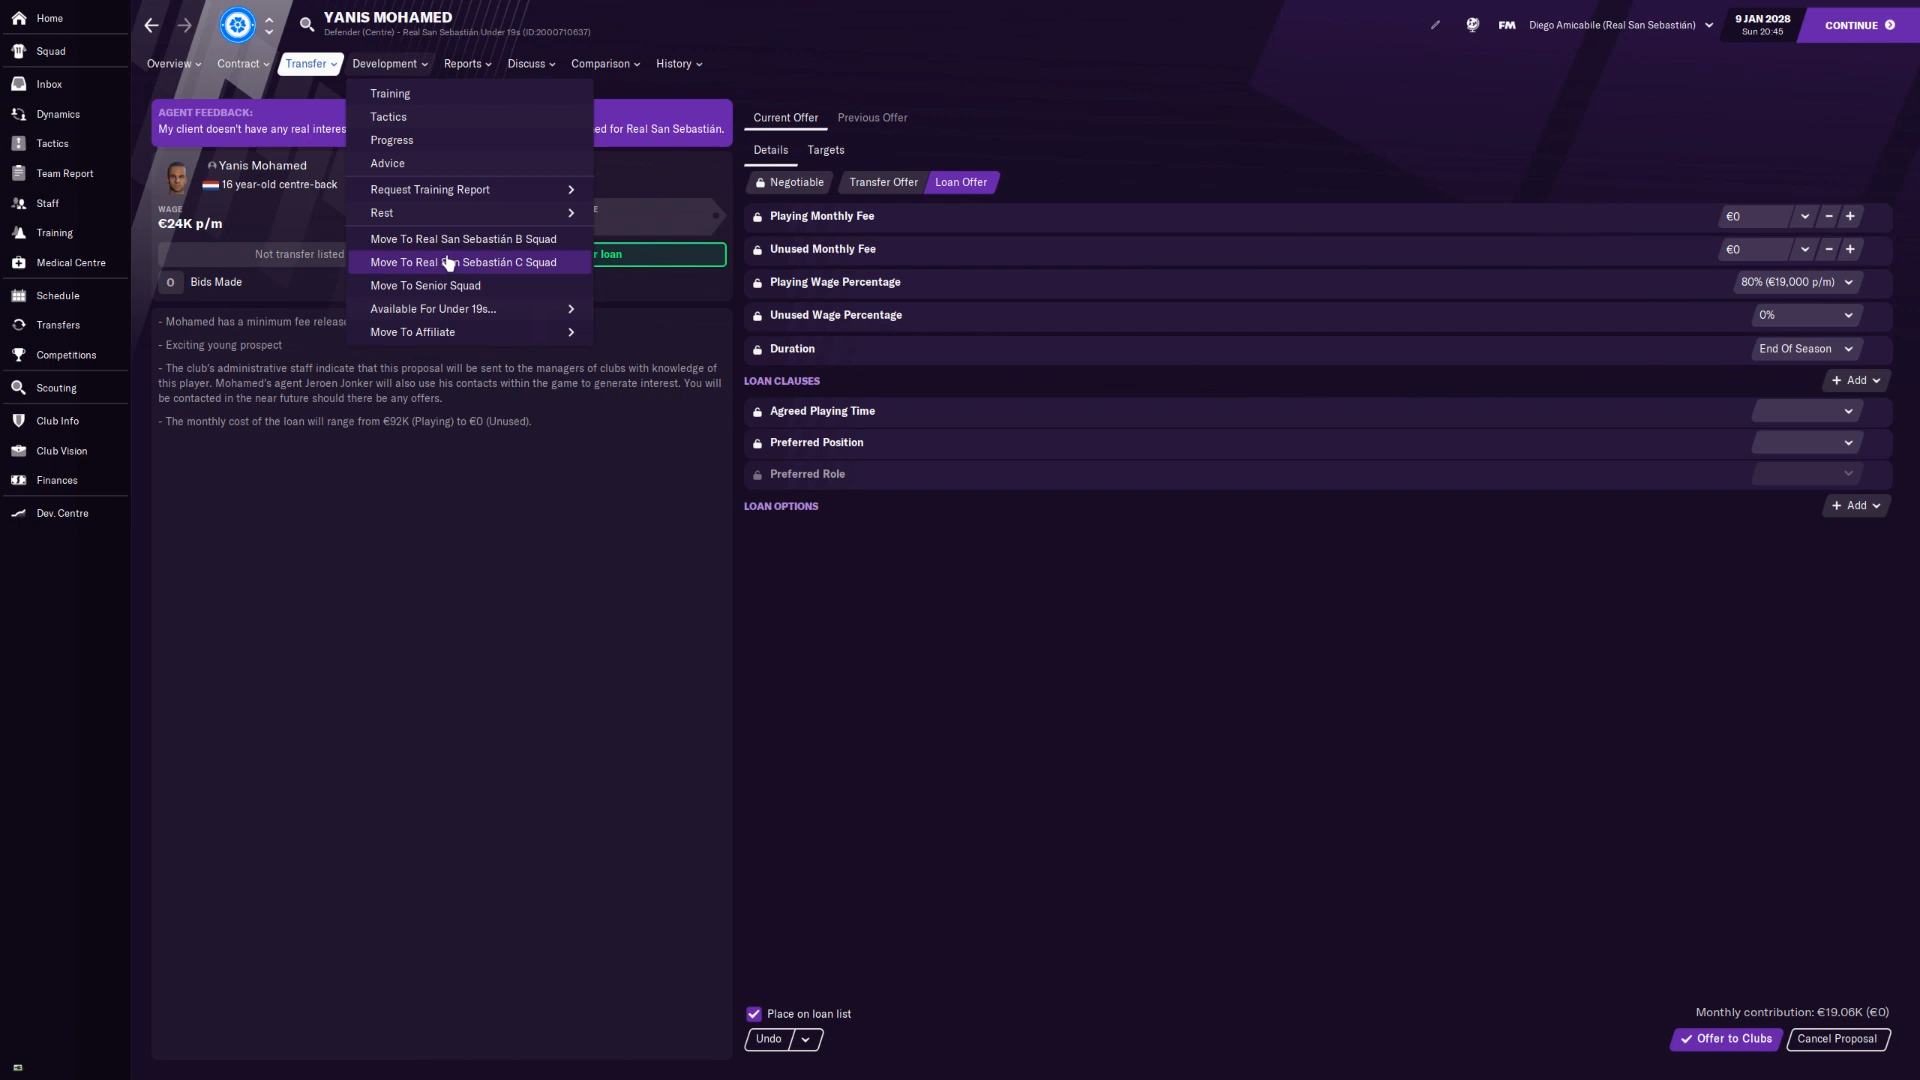 Home
Squad
Inbox
Dynamics
Tactics
Team Report
Staff
Training
Medical Centre
Schedule
Transfers
Competitions
Scouting
Club Info
Club Vision
Finances
Dev. Centre
YANIS MOHAMED
Defender (Centre) - Real San Sebastián Under 19s (ID:2000710637)
FM
Diego Amicabile (Real San Sebastián)
9 JAN 2028
Sun 20:45
CONTINUE
Overview
Contract
Transfer
Development
Reports
Discuss
Comparison
History
Training
Tactics
Progress
Advice
Request Training Report
Rest
Move To Real San Sebastián B Squad
Move To Real San Sebastián C Squad
Move To Senior Squad
Available For Under 19s...
Move To Affiliate
AGENT FEEDBACK:
My client doesn't have any real ed for Real San Sebastián.
Yanis Mohamed
16 year-old centre-back
WAGE
€24K p/m
Not transfer listed
loan
0 Bids Made
- Mohamed has a minimum fee
- Exciting young prospect
- The club's administrative staff indicate that this proposal will be sent to the managers of clubs with knowledge of
this player. Mohamed's agent Jeroen Jonker will also use his contacts within the game to generate interest. You will
be contacted in the near future should there be any offers.
- The monthly cost of the loan will range from €92K (Playing) to €0 (Unused).
Current Offer
Previous Offer
Details
Targets
Negotiable
Transfer Offer
Loan Offer
Playing Monthly Fee
€0
Unused Monthly Fee
€0
Playing Wage Percentage
80% (€19,000 p/m)
Unused Wage Percentage
0%
Duration
End Of Season
LOAN CLAUSES
+ Add
Agreed Playing Time
Preferred Position
Preferred Role
LOAN OPTIONS
+ Add
Place on loan list
Undo
Monthly contribution: €19.06K (€0)
Offer to Clubs
Cancel Proposal